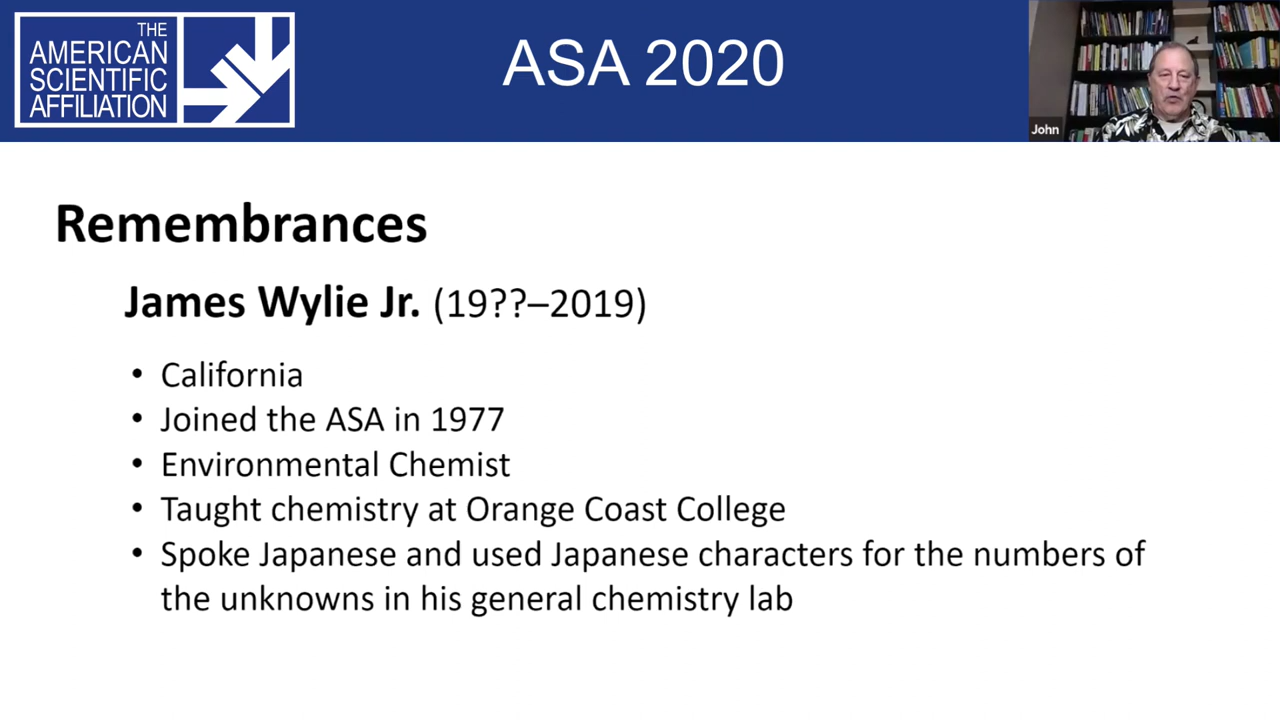 THE
AMERICAN
SCIENTIFIC
AFFILIATION
ASA 2020
John
Remembrances
James Wylie Jr. (19??–2019)
• California
• Joined the ASA in 1977
• Environmental Chemist
• Taught chemistry at Orange Coast College
• Spoke Japanese and used Japanese characters for the numbers of
the unknowns in his general chemistry lab